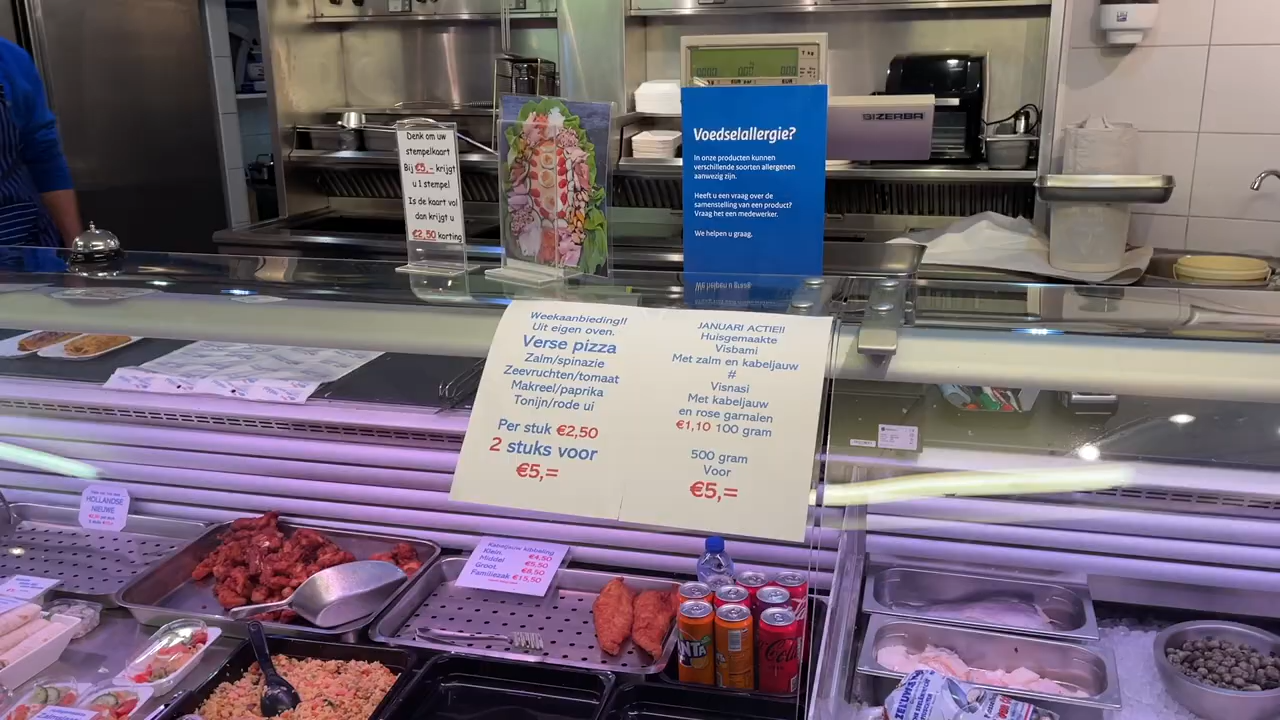 Denk om uw
stempelkaart
Bij €5,- krijgt
u 1 stempel
Is de kaart vol
dan krijgt u
€2,50 korting
Voedselallergie?
In onze producten kunnen
verschillende soorten allergenen
aanwezig zijn.
Heeft u een vraag over de
samenstelling van een product?
Vraag het een medewerker.
We helpen u graag.
BIZERBA
Weekaanbieding!!
Uit eigen oven.
Verse pizza
Zalm/spinazie
Zeevruchten/tomaat
Makreel/paprika
Tonijn/rode ui
Per stuk €2,50
2 stuks voor
€5,=
JANUARI ACTIE!!
Huisgemaakte
Visbami
Met zalm en kabeljauw
#
Visnasi
Met kabeljauw
en rose garnalen
€1,10 100 gram
500 gram
Voor
€5,=
HOLLANDSE
NIEUWE
Kabeljauw kibbeling
Klein. €4,50
Middel €5,50
Groot. €8,50
Familiezak €15,50
FANTA
Coca